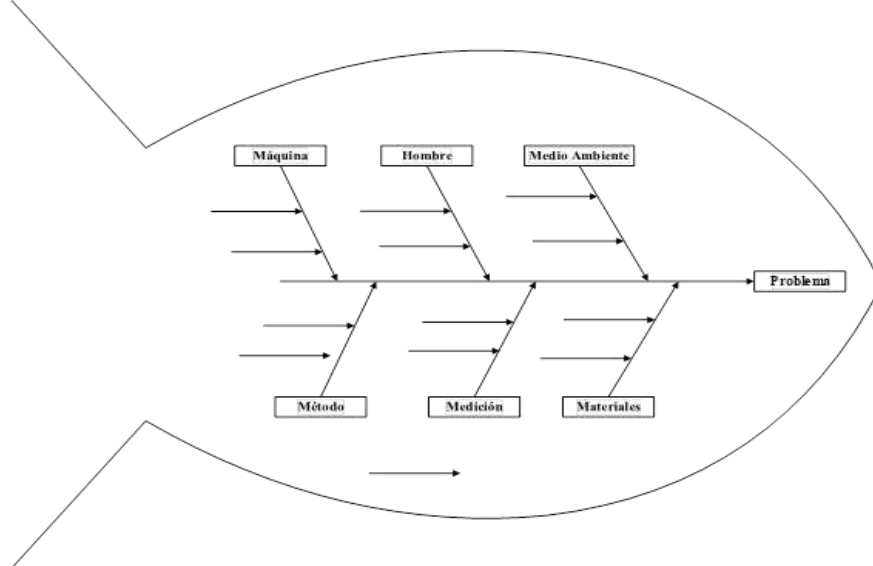 Máquina
Hombre
Medio Ambiente
Problema
Método
Medición
Materiales